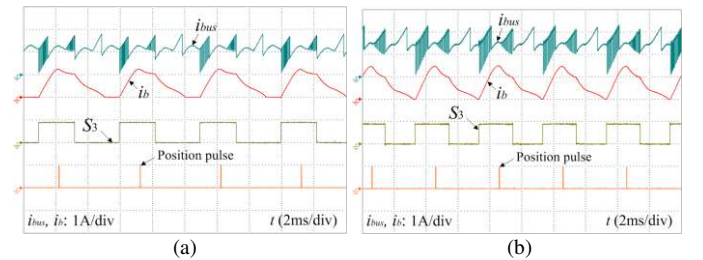 ibus
ib
S3
Position pulse
ibus, ib: 1A/div t (2ms/div)
(a)
ibus
ib
S3
Position pulse
ibus, ib: 1A/div t (2ms/div)
(b)